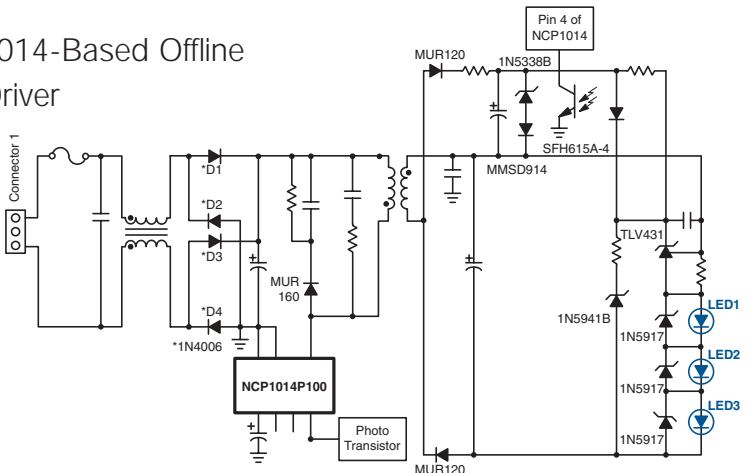 014-Based Offline
river
Connector 1
*D1
*D2
*D3
*D4
*1N4006
MUR
160
NCP1014P100
Photo
Transistor
MUR120
Pin 4 of
NCP1014
1N5338B
SFH615A-4
MMSD914
TLV431
1N5941B
1N5917
1N5917
1N5917
LED1
LED2
LED3
MUR120
+
+
+
+